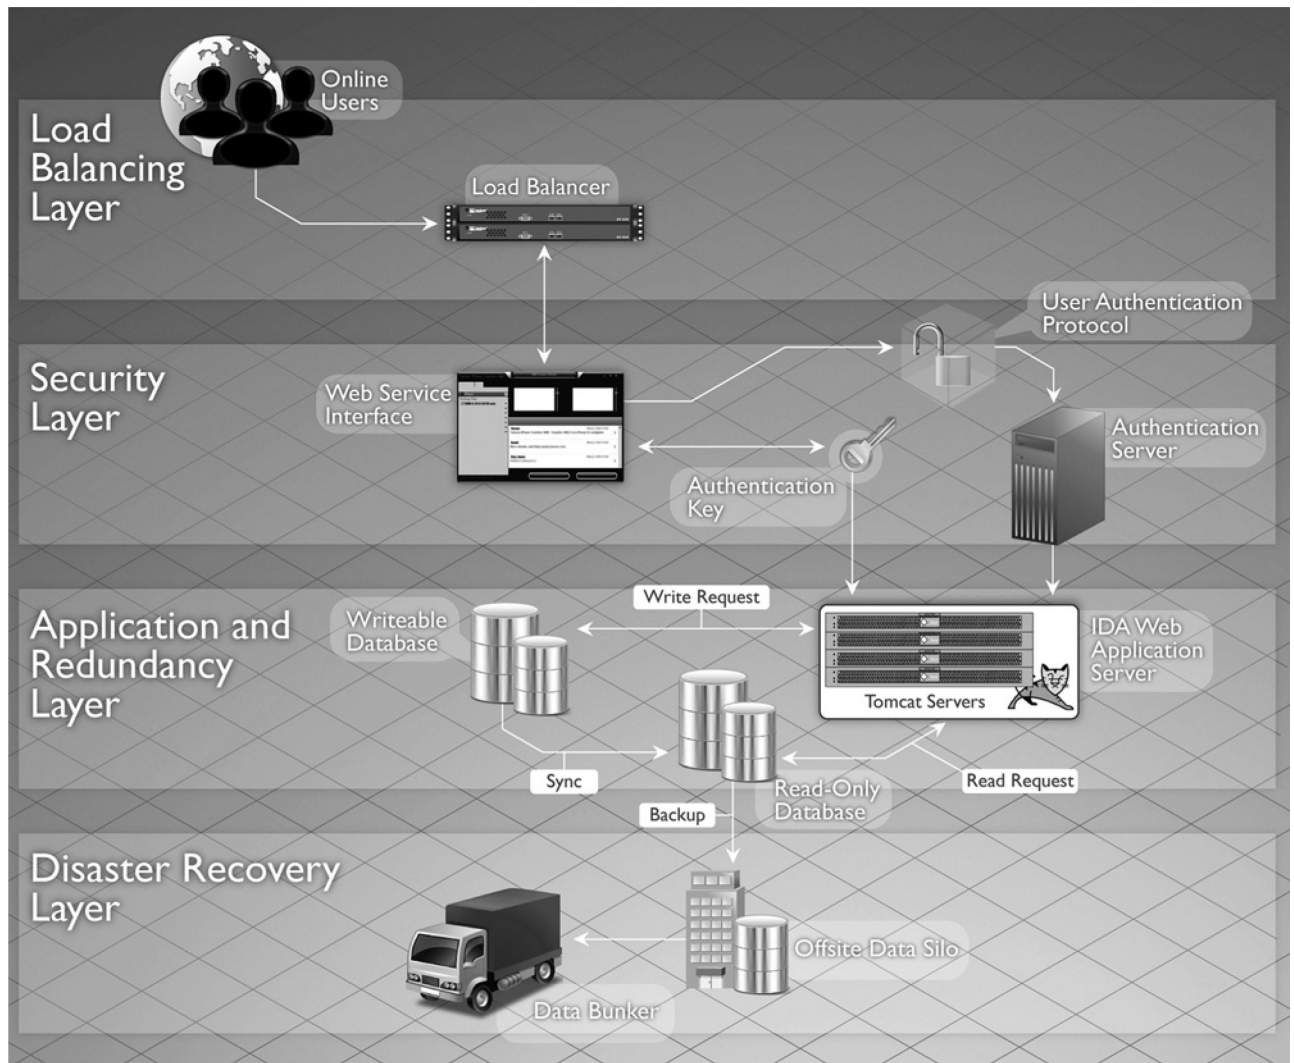 Online
Users
Load
Balancing
Layer
Load Balancer
User Authentication
Protocol
Security
Layer
Web Service
Interface
Authentication
Server
Authentication
Key
Write Request
Application and
Redundancy
Layer
Writeable
Database
IDA Web
Application
Server
Tomcat Servers
Sync
Read-Only
Database
Read Request
Backup
Disaster Recovery
Layer
Offsite Data Silo
Data Bunker